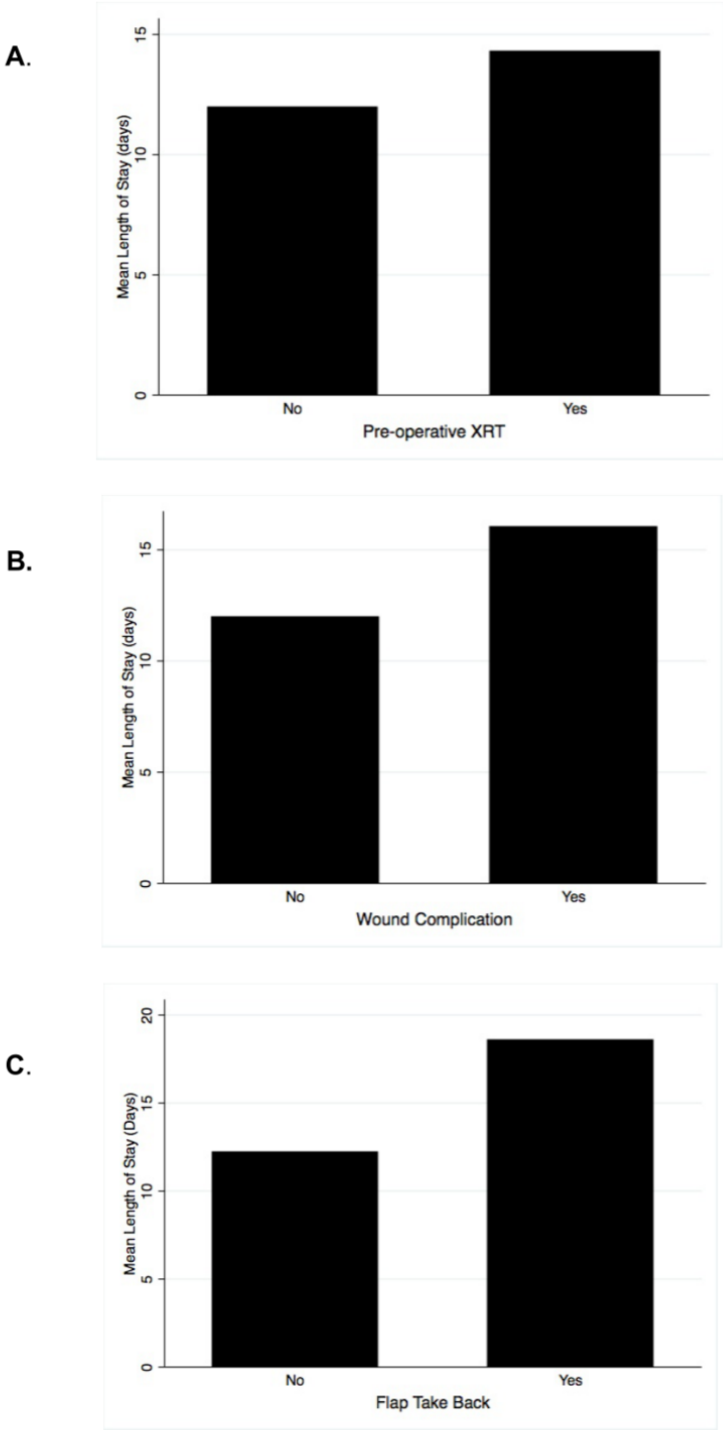 A.
Mean Length of Stay (days)
15
10
5
0
No
Yes
Pre-operative XRT
B.
Mean Length of Stay (days)
15
10
5
0
No
Yes
Wound Complication
C.
Mean Length of Stay (Days)
20
15
10
5
0
No
Yes
Flap Take Back